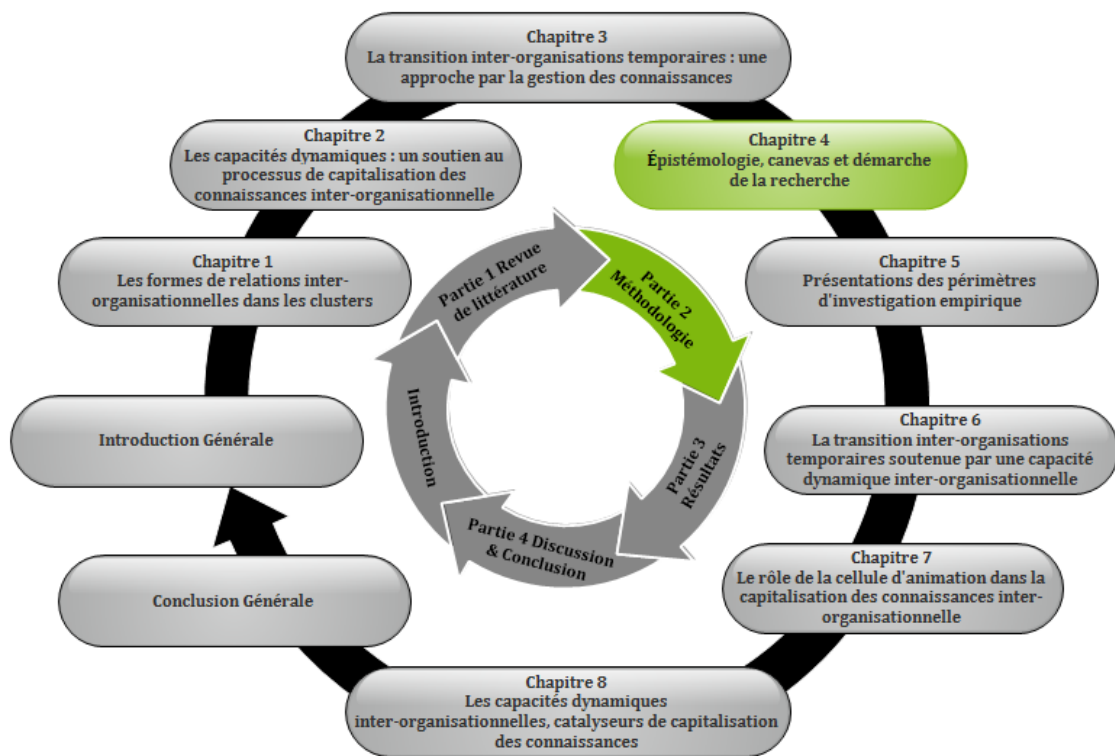 Chapitre 3
La transition inter-organisations temporaires : une
approche par la gestion des connaissances
Chapitre 2
Les capacités dynamiques : un soutien au
processus de capitalisation des
connaissances inter-organisationnelle
Chapitre 4
Épistémologie, canevas et démarche
de la recherche
Chapitre 1
Les formes de relations inter-
organisationnelles dans les clusters
Chapitre 5
Présentations des périmètres
d'investigation empirique
Introduction Générale
Chapitre 6
La transition inter-organisations
temporaires soutenue par une capacité
dynamique inter-organisationnelle
Conclusion Générale
Chapitre 7
Le rôle de la cellule d'animation dans la
capitalisation des connaissances inter-
organisationnelle
Chapitre 8
Les capacités dynamiques
inter-organisationnelles, catalyseurs de capitalisation
des connaissances
Partie 1 Revue
de littérature
Partie 2
Méthodologie
Partie 3
Résultats
Partie 4 Discussion
& Conclusion
Introduction